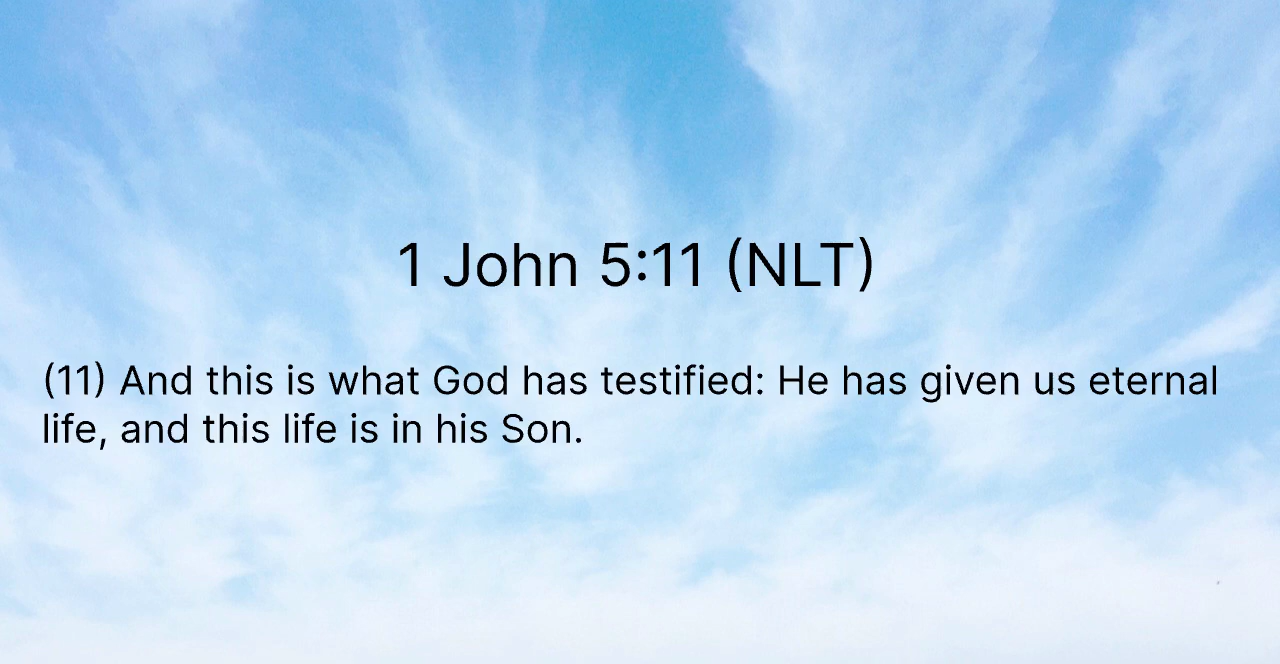 1 John 5:11 (NLT)
(11) And this is what God has testified: He has given us eternal
life, and this life is in his Son.